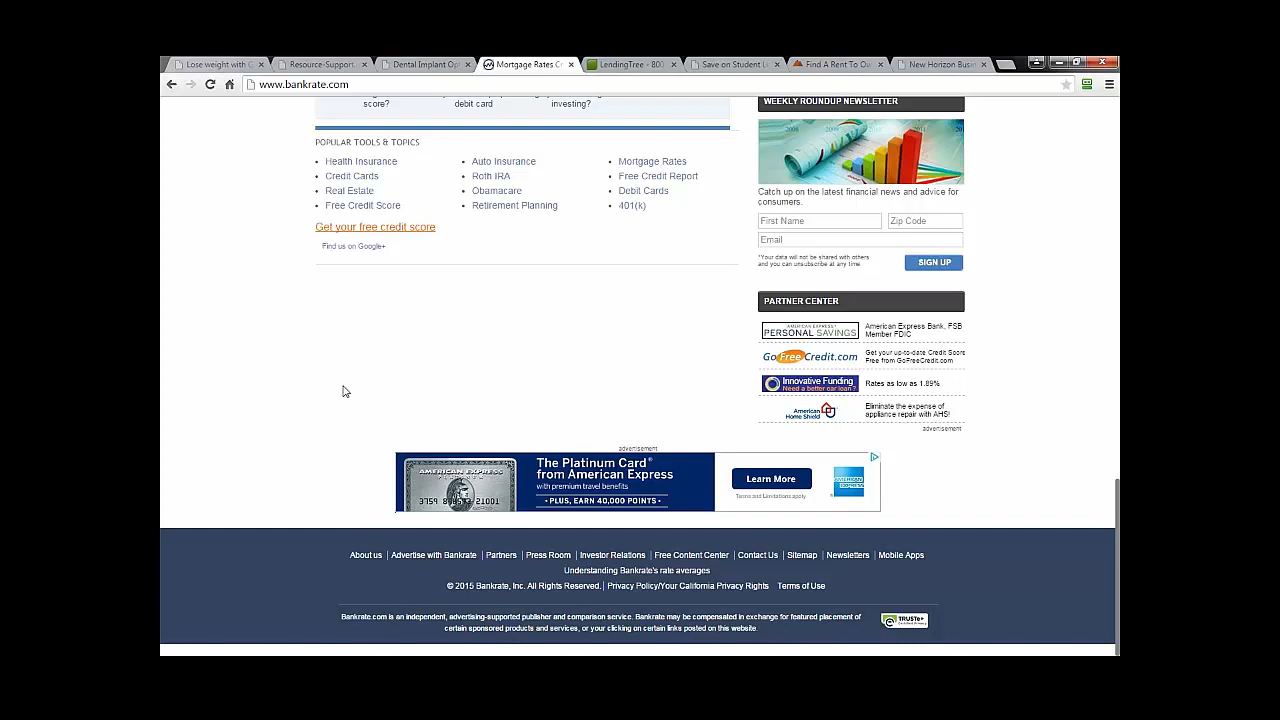 Lose weight with G
Resource-Support.
Dental Implant Op
Mortgage Rates C
LendingTree - 800
Save on Student L
Find A Rent To Ow
New Horizon Busin
www.bankrate.com
score?
debit card
investing?
WEEKLY ROUNDUP NEWSLETTER
POPULAR TOOLS & TOPICS
Health Insurance
Credit Cards
Real Estate
Free Credit Score
Auto Insurance
Roth IRA
Obamacare
Retirement Planning
Mortgage Rates
Free Credit Report
Debit Cards
401(k)
Get your free credit score
Find us on Google+
2008 2009 2010 2011
Catch up on the latest financial news and advice for
consumers.
First Name
Zip Code
Email
*Your data will not be shared with others
and you can unsubscribe at any time.
SIGN UP
PARTNER CENTER
AMERICAN EXPRESS
PERSONAL SAVINGS
American Express Bank, FSB
Member FDIC
GoFreeCredit.com
Get your up-to-date Credit Score
Free from GoFreeCredit.com
Innovative Funding
Need a better car loan?
Rates as low as 1.89%
American
Home Shield
Eliminate the expense of
appliance repair with AHS!
advertisement
advertisement
AMERICAN EXPRESS
The Platinum Card®
from American Express
with premium travel benefits
• PLUS, EARN 40,000 POINTS •
Learn More
Terms and Limitations apply
About us
Advertise with Bankrate
Partners
Press Room
Investor Relations
Free Content Center
Contact Us
Sitemap
Newsletters
Mobile Apps
Understanding Bankrate's rate averages
© 2015 Bankrate, Inc. All Rights Reserved.
Privacy Policy/Your California Privacy Rights
Terms of Use
Bankrate.com is an independent, advertising-supported publisher and comparison service. Bankrate may be compensated in exchange for featured placement of
certain sponsored products and services, or your clicking on certain links posted on this website.
TRUSTe